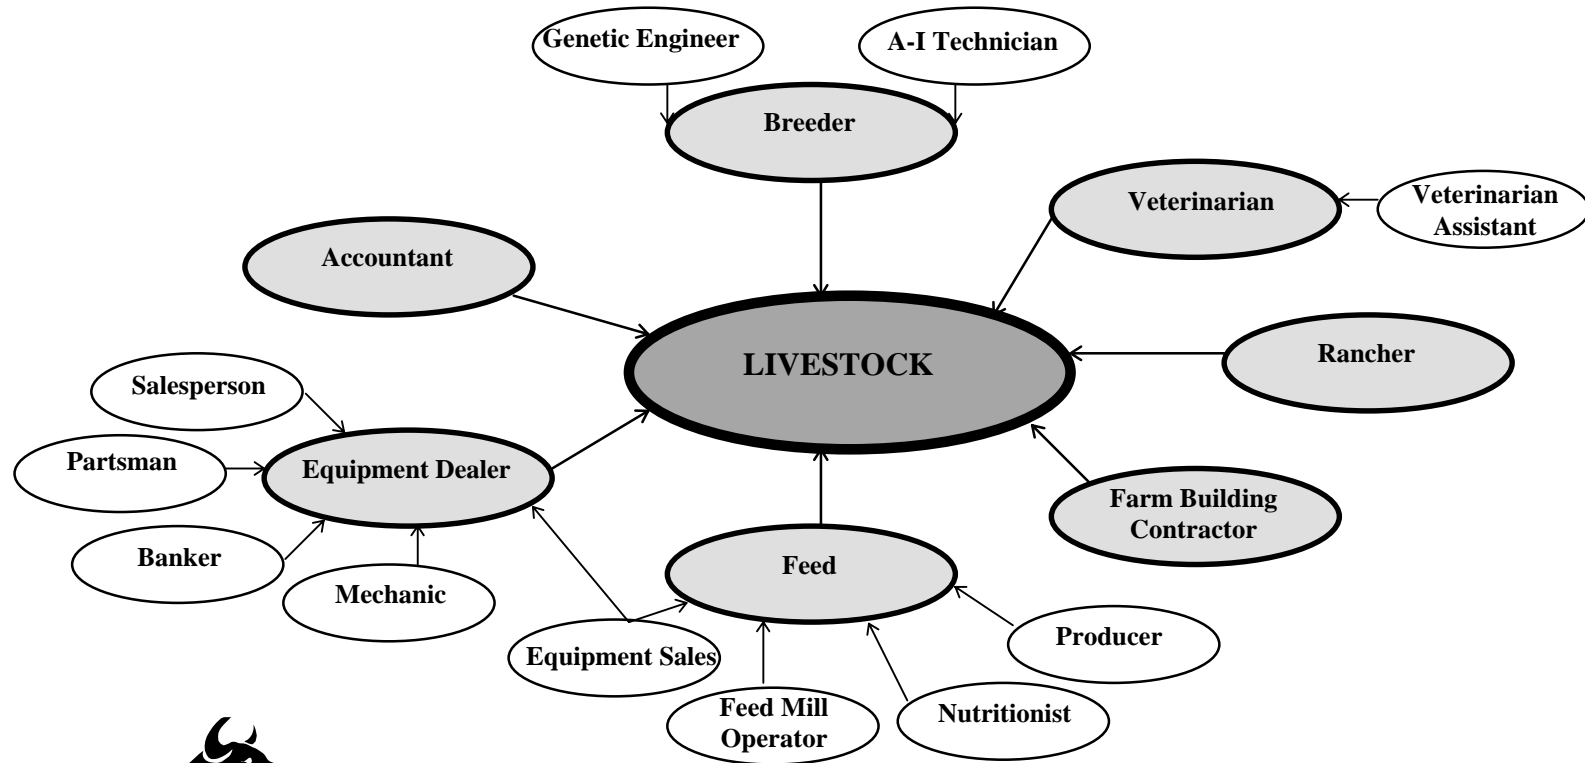 Genetic Engineer
A-I Technician
Breeder
Veterinarian
Veterinarian
Assistant
Accountant
LIVESTOCK
Rancher
Salesperson
Partsman
Equipment Dealer
Farm Building
Contractor
Banker
Mechanic
Feed
Equipment Sales
Producer
Feed Mill
Operator
Nutritionist